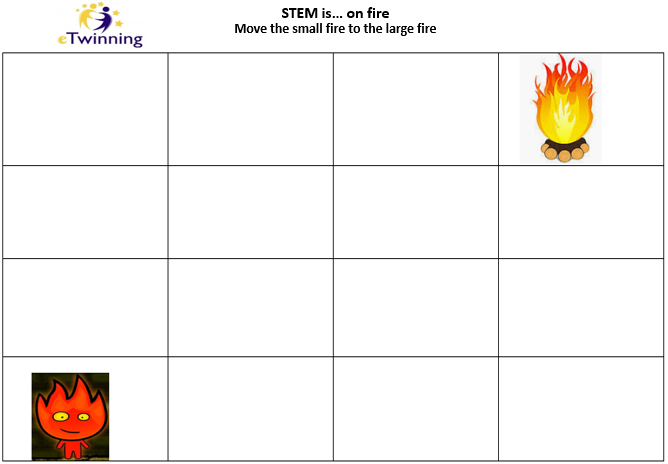 eTwinning
STEM is... on fire
Move the small fire to the large fire